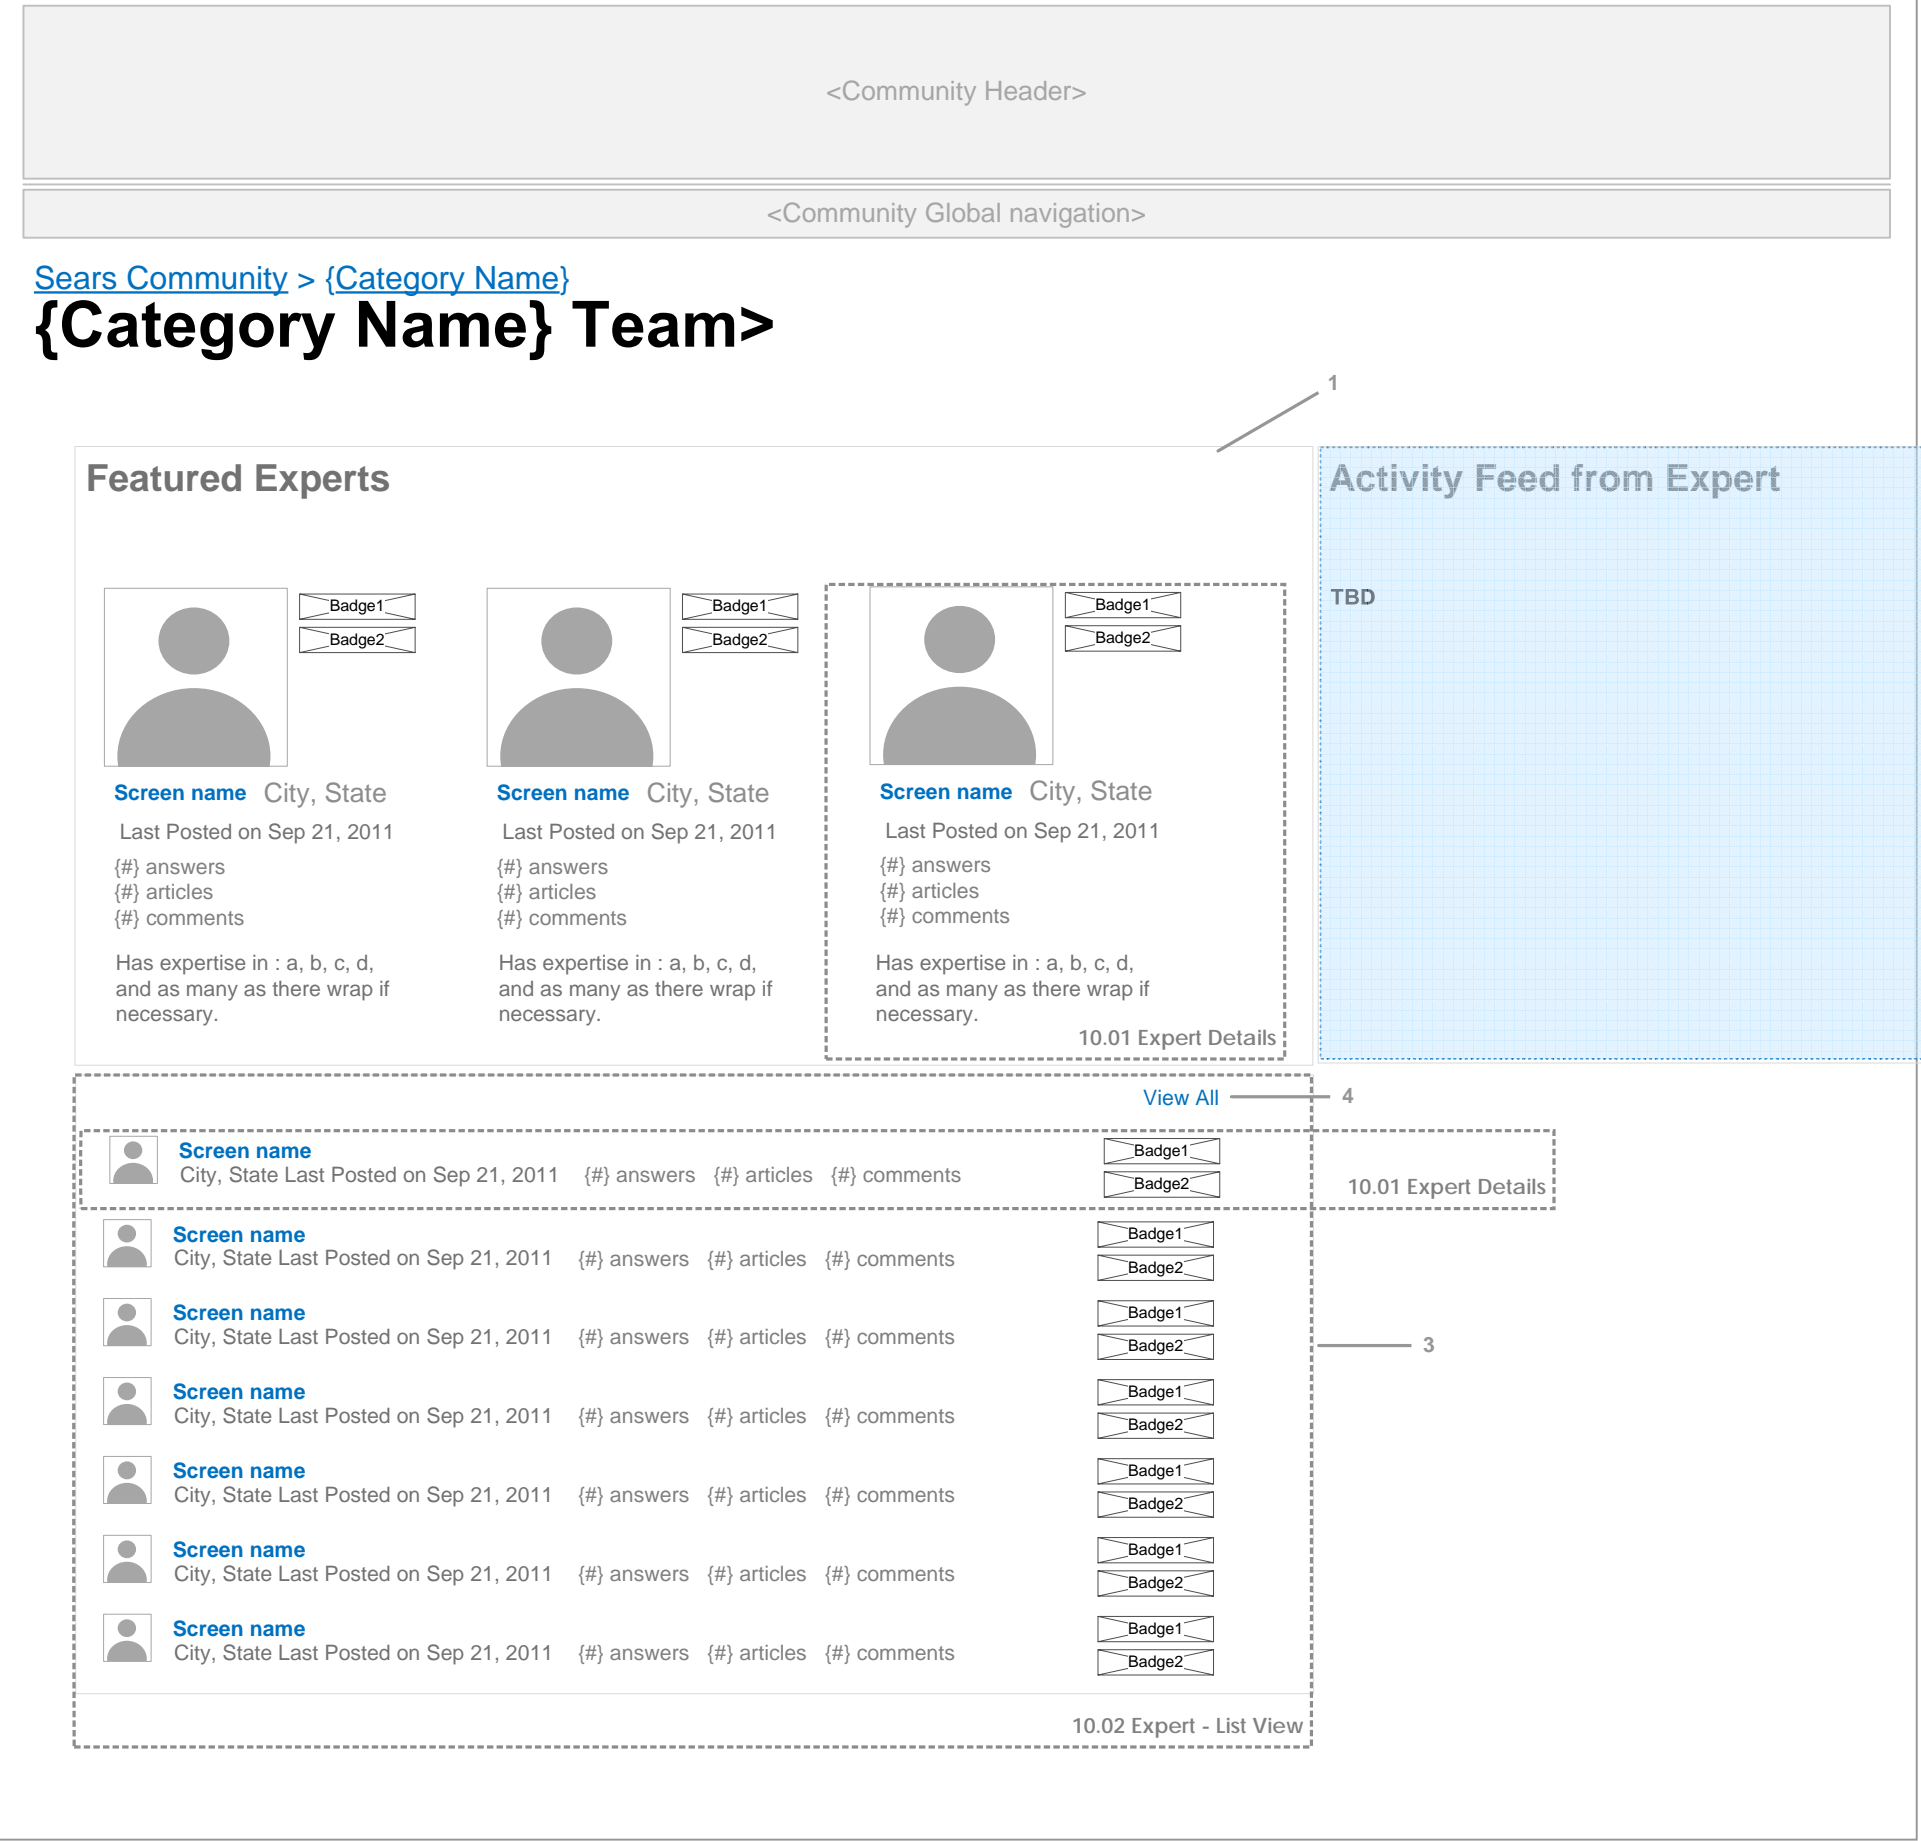 <Community Header>
<Community Global navigation>
Sears Community > {Category Name}
{Category Name} Team>
1
Featured Experts
Badge1
Badge2
Screen name City, State
Last Posted on Sep 21, 2011
{#} answers
{#} articles
{#} comments
Has expertise in : a, b, c, d,
and as many as there wrap if
necessary.
Badge1
Badge2
Screen name City, State
Last Posted on Sep 21, 2011
{#} answers
{#} articles
{#} comments
Has expertise in : a, b, c, d,
and as many as there wrap if
necessary.
Badge1
Badge2
Screen name City, State
Last Posted on Sep 21, 2011
{#} answers
{#} articles
{#} comments
Has expertise in : a, b, c, d,
and as many as there wrap if
necessary.
10.01 Expert Details
Activity Feed from Expert
TBD
View All
4
Screen name
City, State Last Posted on Sep 21, 2011 {#} answers {#} articles {#} comments
Badge1
Badge2
10.01 Expert Details
Screen name
City, State Last Posted on Sep 21, 2011 {#} answers {#} articles {#} comments
Badge1
Badge2
Screen name
City, State Last Posted on Sep 21, 2011 {#} answers {#} articles {#} comments
Badge1
Badge2
3
Screen name
City, State Last Posted on Sep 21, 2011 {#} answers {#} articles {#} comments
Badge1
Badge2
Screen name
City, State Last Posted on Sep 21, 2011 {#} answers {#} articles {#} comments
Badge1
Badge2
Screen name
City, State Last Posted on Sep 21, 2011 {#} answers {#} articles {#} comments
Badge1
Badge2
Screen name
City, State Last Posted on Sep 21, 2011 {#} answers {#} articles {#} comments
Badge1
Badge2
10.02 Expert - List View